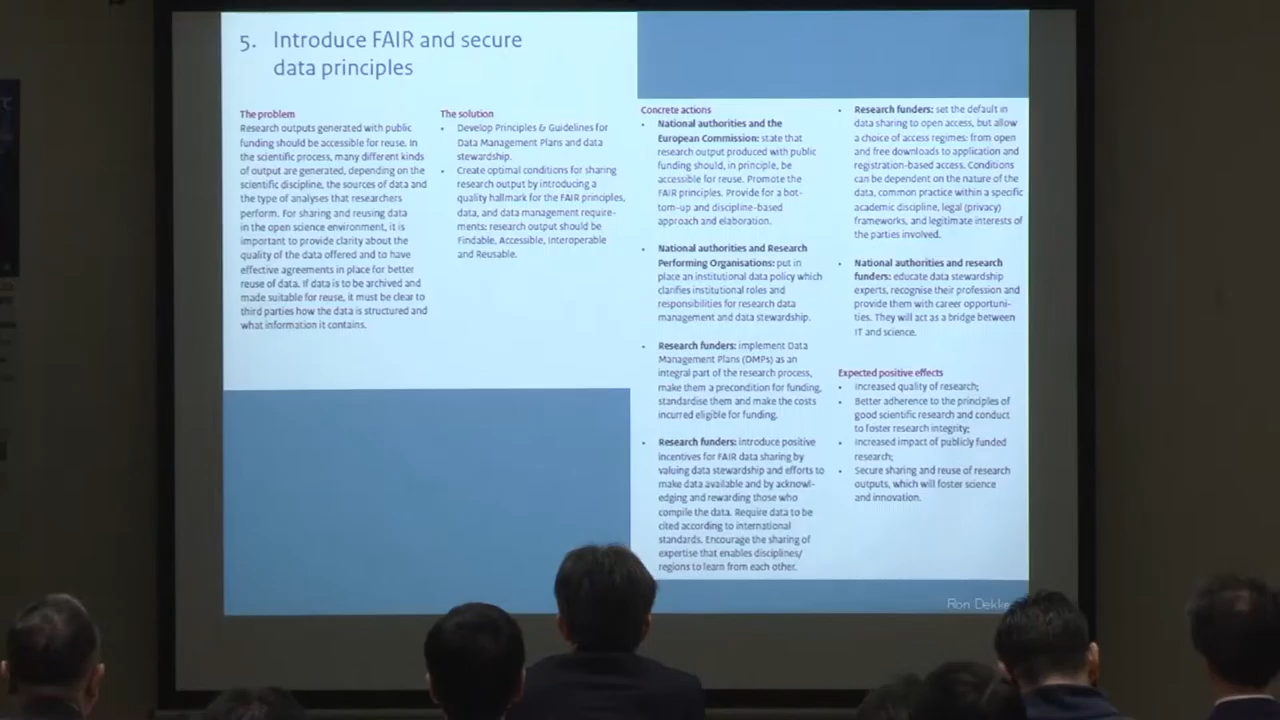 5. Introduce FAIR and secure
data principles
The problem
Research outputs generated with public
funding should be accessible for reuse. In
the scientific process, many different kinds
of output are generated, depending on the
scientific discipline, the sources of data and
the type of analyses that researchers
perform. For sharing and reusing data
in the open science environment, it is
important to provide clarity about the
quality of the data offered and to have
effective agreements in place for better
reuse of data. If data is to be archived and
made suitable for reuse, it must be clear to
third parties how the data is structured and
what information it contains.
The solution
• Develop Principles & Guidelines for
Data Management Plans and data
stewardship.
• Create optimal conditions for sharing
research output by introducing a
quality hallmark for the FAIR principles,
data, and data management require-
ments: research output should be
Findable, Accessible, Interoperable
and Reusable.
Concrete actions
• National authorities and the
European Commission: state that
research output produced with public
funding should, in principle, be
accessible for reuse. Promote the
FAIR principles. Provide for a bot-
tom-up and discipline-based
approach and elaboration.
• National authorities and Research
Performing Organisations: put in
place an institutional data policy which
clarifies institutional roles and
responsibilities for research data
management and data stewardship.
• Research funders: implement Data
Management Plans (DMPs) as an
integral part of the research process,
make them a precondition for funding,
standardise them and make the costs
incurred eligible for funding.
• Research funders: introduce positive
incentives for FAIR data sharing by
valuing data stewardship and efforts to
make data available and by acknowl-
edging and rewarding those who
compile the data. Require data to be
cited according to international
standards. Encourage the sharing of
expertise that enables disciplines/
regions to learn from each other.
• Research funders: set the default in
data sharing to open access, but allow
a choice of access regimes: from open
and free downloads to application and
registration-based access. Conditions
can be dependent on the nature of the
data, common practice within a specific
academic discipline, legal (privacy)
frameworks, and legitimate interests of
the parties involved.
• National authorities and research
funders: educate data stewardship
experts, recognise their profession and
provide them with career opportuni-
ties. They will act as a bridge between
IT and science.
Expected positive effects
• Increased quality of research;
• Better adherence to the principles of
good scientific research and conduct
to foster research integrity;
• Increased impact of publicly funded
research;
• Secure sharing and reuse of research
outputs, which will foster science
and innovation.
Ron Dekke